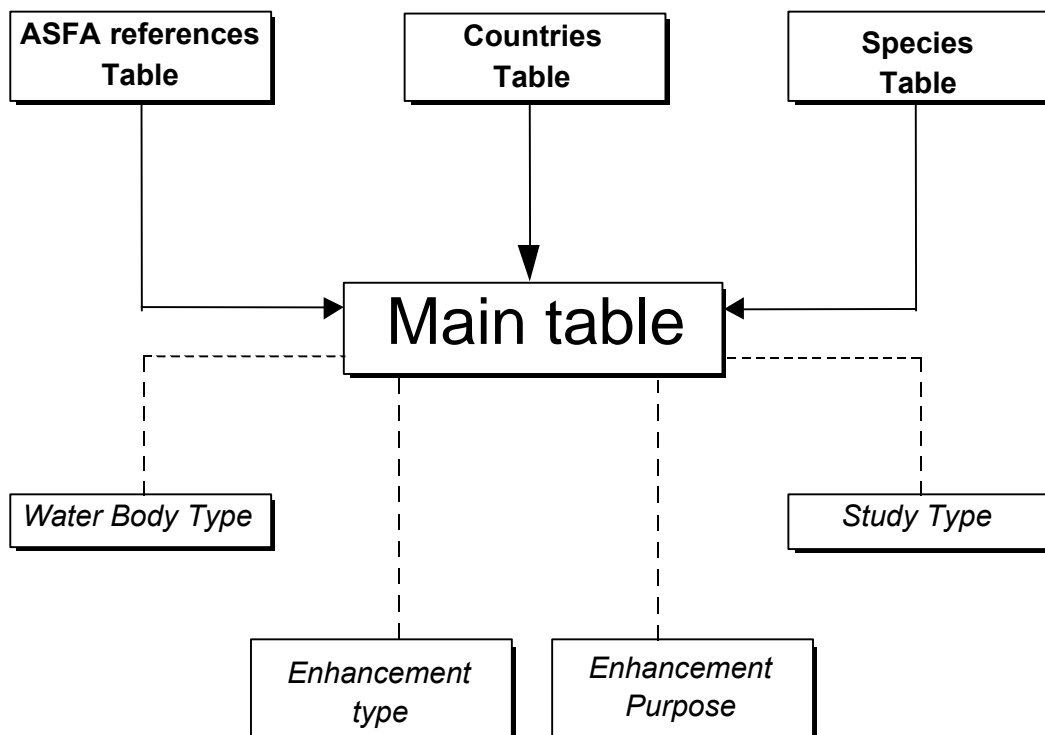 ASFA references
Table
Countries
Table
Species
Table
Main table
Water Body Type
Study Type
Enhancement
type
Enhancement
Purpose